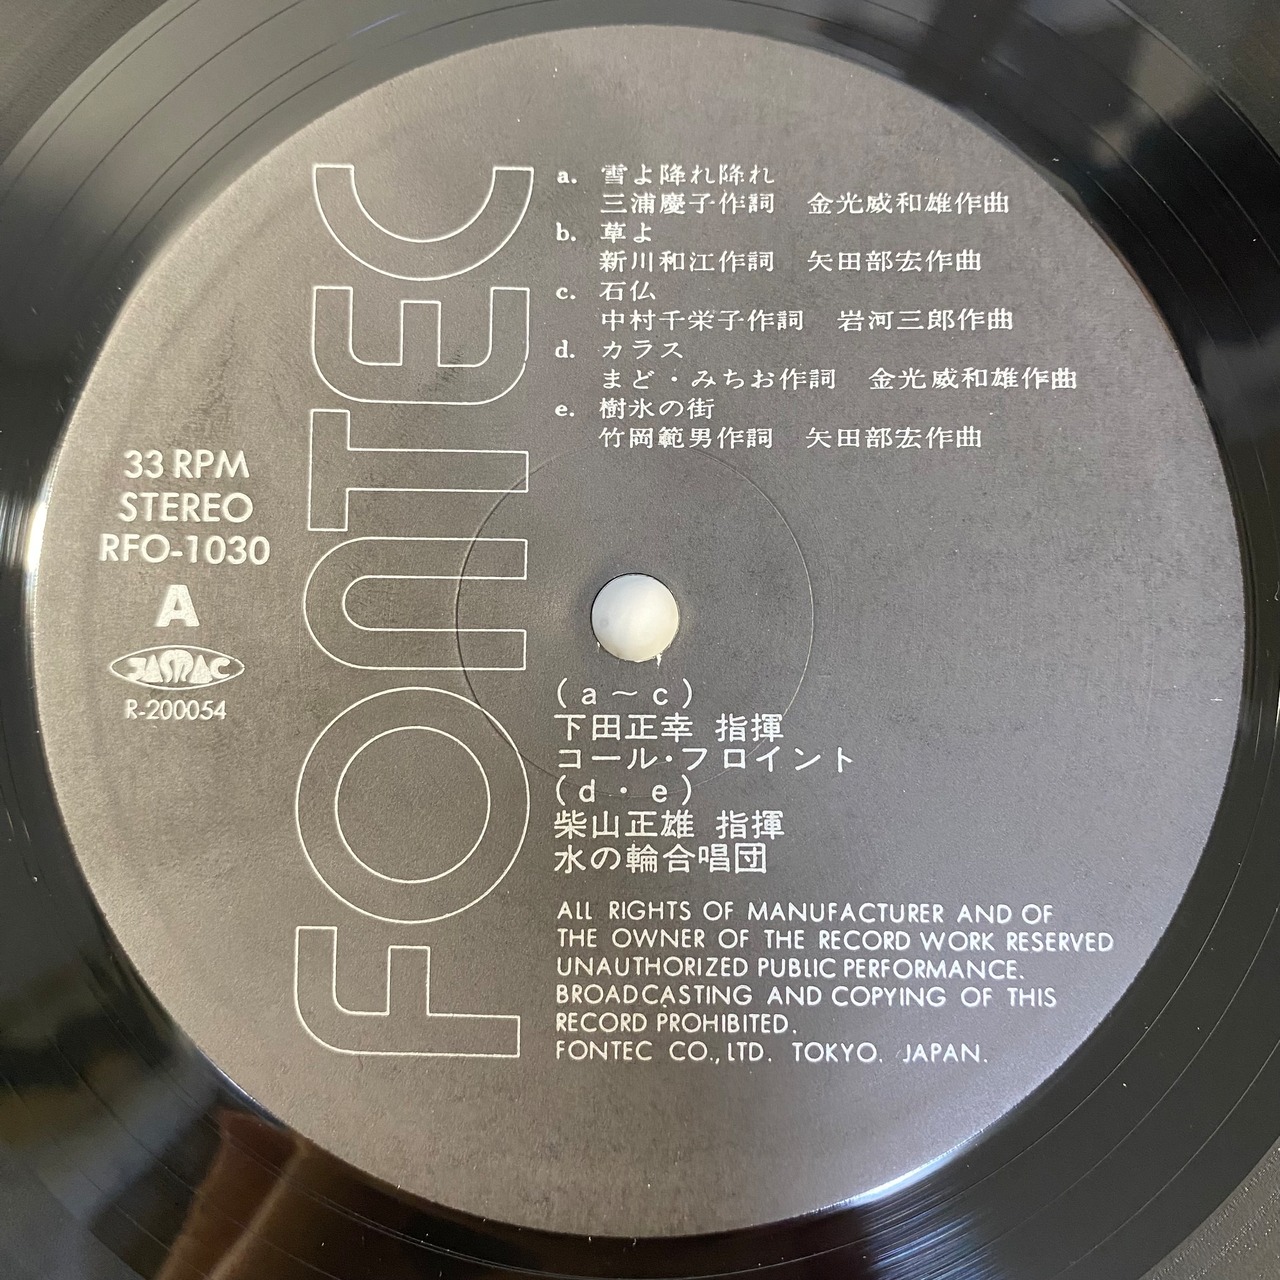 FONTEC
a. 雪よ降れ降れ
三浦慶子作詞 金光威和雄作曲
b. 草よ
新川和江作詞 矢田部宏作曲
c. 石仏
中村千栄子作詞 岩河三郎作曲
d. カラス
まど・みちお作詞 金光威和雄作曲
e. 樹氷の街
竹岡範男作詞 矢田部宏作曲
33 RPM
STEREO
RFO-1030
A
JASRAC
R-200054
(a～c)
下田正幸 指揮
コール・フロイント
(d・e)
柴山正雄 指揮
水の輪合唱団
ALL RIGHTS OF MANUFACTURER AND OF
THE OWNER OF THE RECORD WORK RESERVED
UNAUTHORIZED PUBLIC PERFORMANCE.
BROADCASTING AND COPYING OF THIS
RECORD PROHIBITED.
FONTEC CO., LTD. TOKYO. JAPAN.